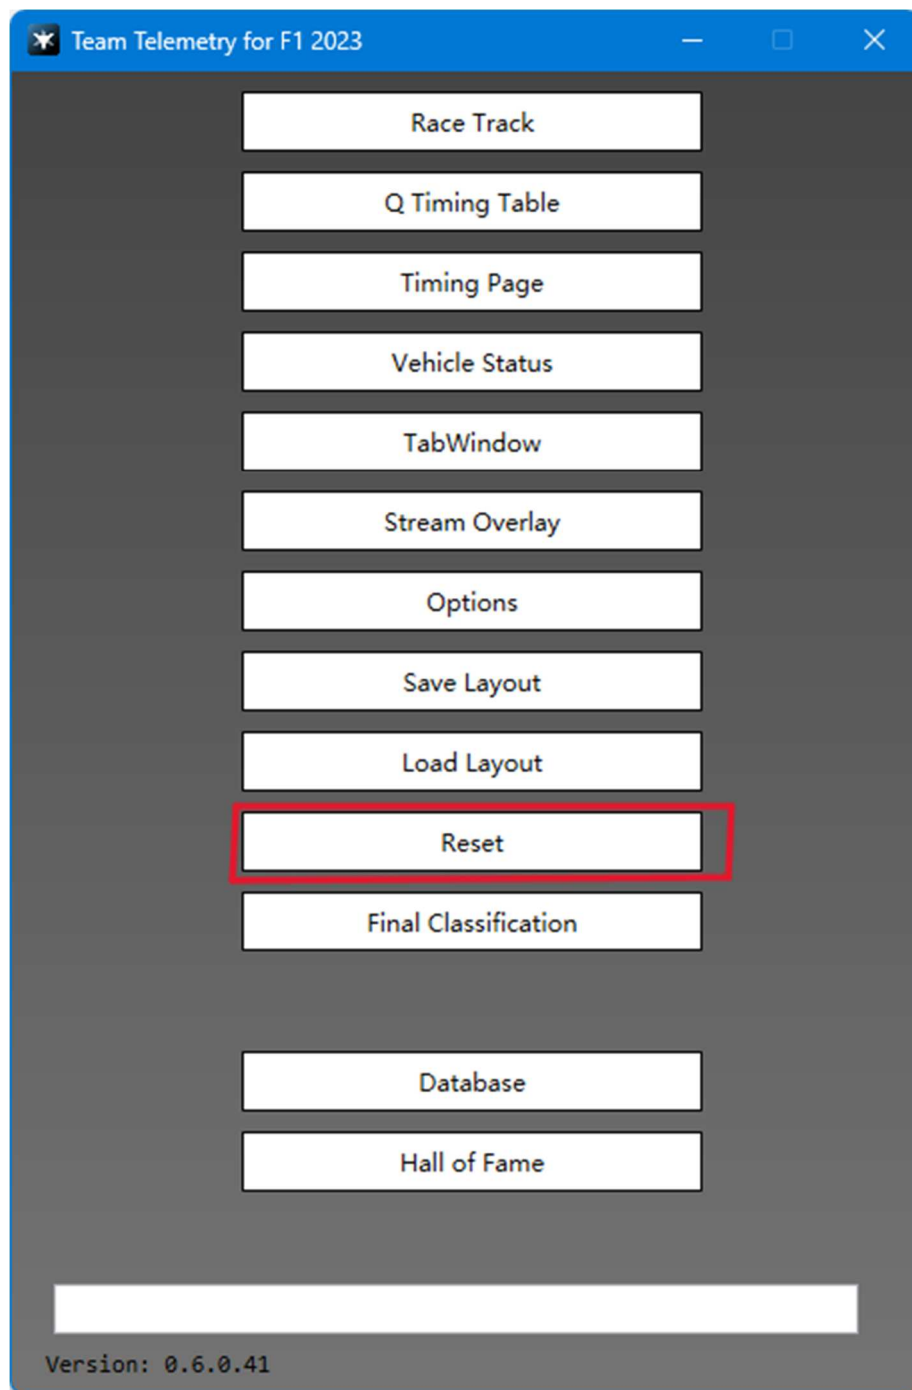 Team Telemetry for F1 2023
Race Track
Q Timing Table
Timing Page
Vehicle Status
TabWindow
Stream Overlay
Options
Save Layout
Load Layout
Reset
Final Classification
Database
Hall of Fame
Version: 0.6.0.41